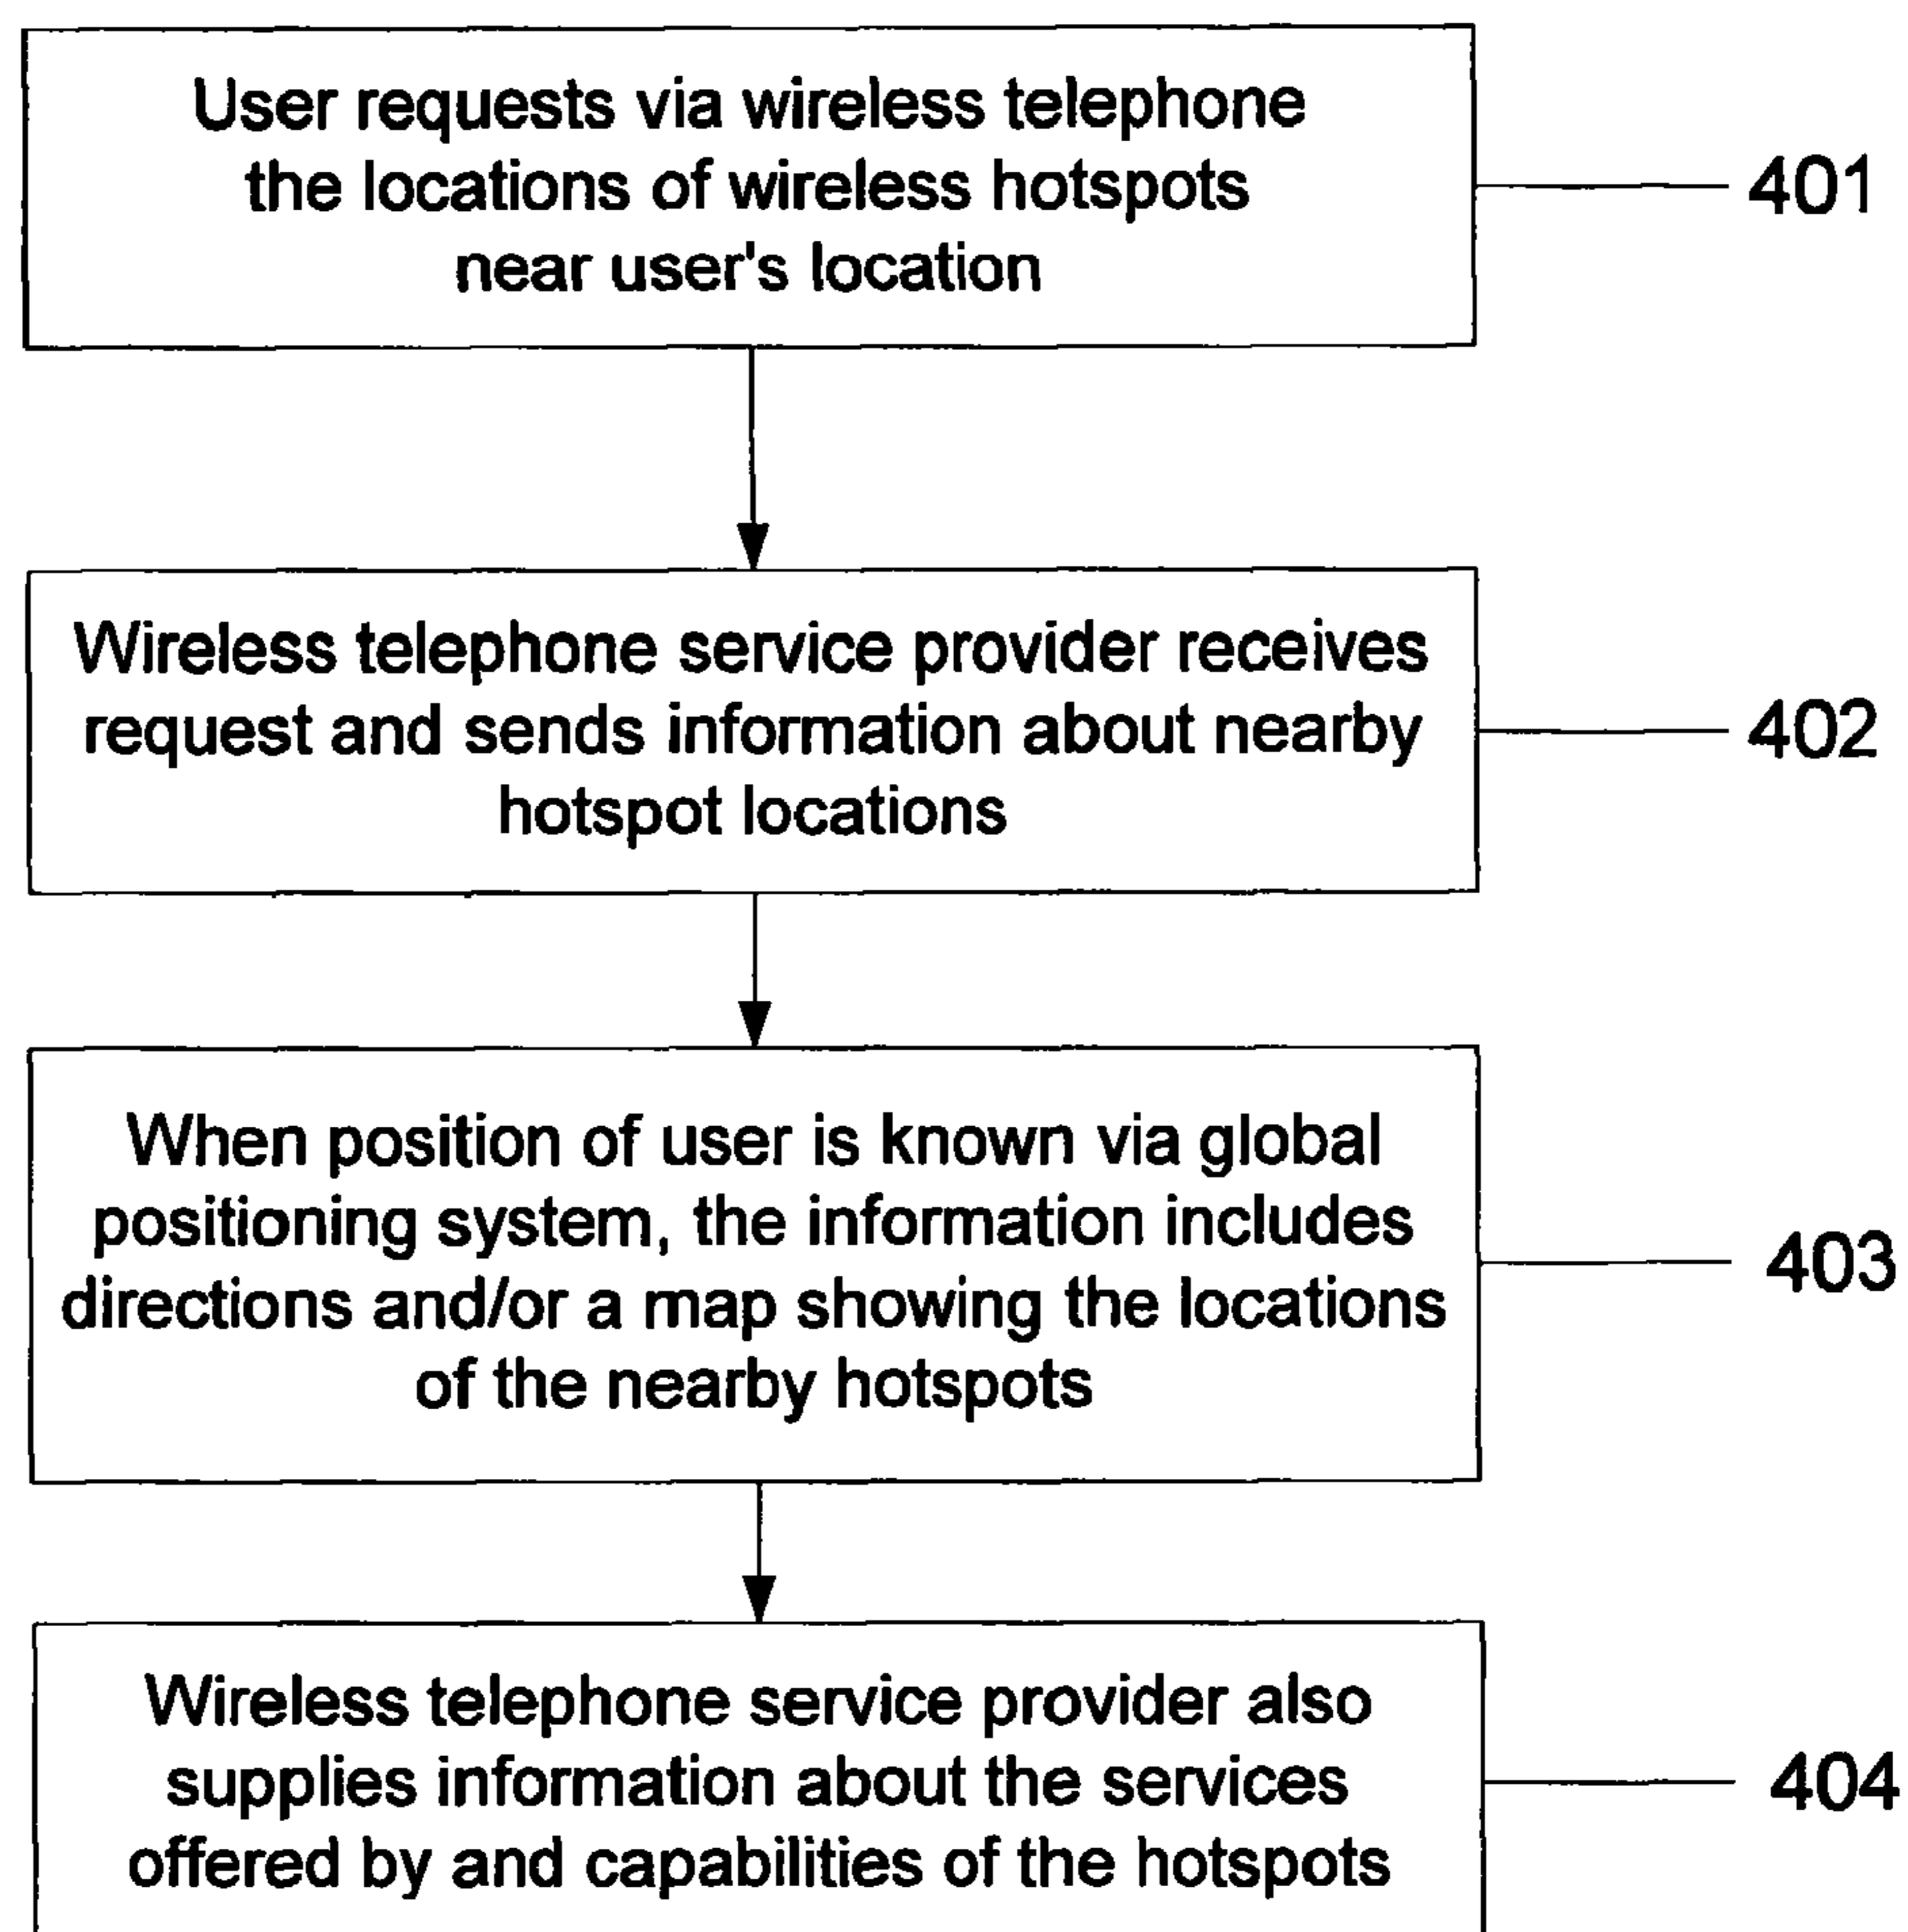 User requests via wireless telephone
the locations of wireless hotspots
near user's location
401
Wireless telephone service provider receives
request and sends information about nearby
hotspot locations
402
When position of user is known via global
positioning system, the information includes
directions and/or a map showing the locations
of the nearby hotspots
403
Wireless telephone service provider also
supplies information about the services
offered by and capabilities of the hotspots
404